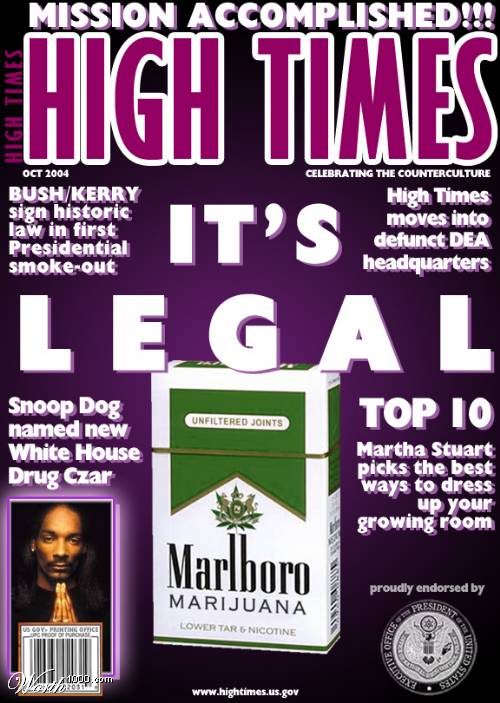 MISSION ACCOMPLISHED!!!
HIGH TIMES
HIGH TIMES
OCT 2004
CELEBRATING THE COUNTERCULTURE
BUSH/KERRY
sign historic
law in first
Presidential
smoke-out
IT'S
High Times
moves into
defunct DEA
headquarters
LEGAL
Snoop Dog
named new
White House
Drug Czar
UNFILTERED JOINTS
Marlboro
MARIJUANA
LOWER TAR & NICOTINE
TOP 10
Martha Stuart
picks the best
ways to dress
up your
growing room
proudly endorsed by
EXECUTIVE OFFICE OF THE PRESIDENT OF THE UNITED STATES
US GOV. PRINTING OFFICE
UPC PROOF OF PURCHASE
Worth1000.com
www.hightimes.us.gov